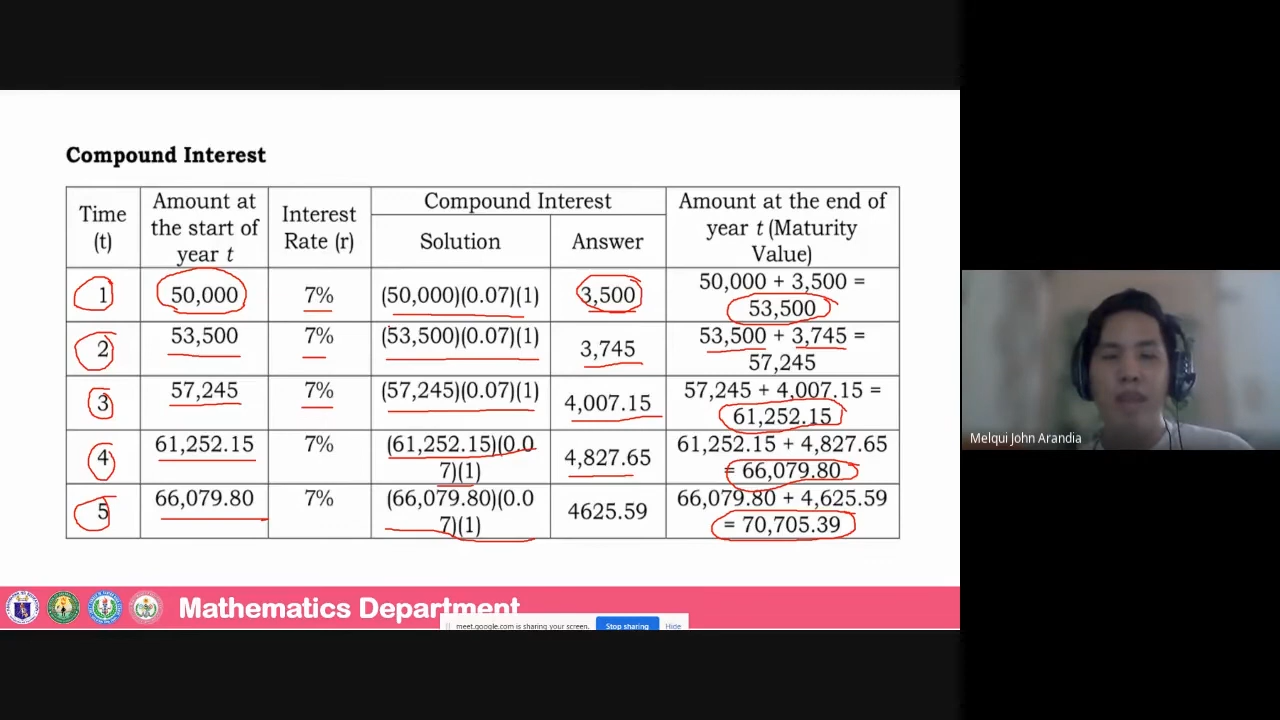 Compound Interest
Time
(t)
Amount at
the start of
year t
Interest
Rate (r)
Compound Interest
Solution
Answer
Amount at the end of
year t (Maturity
Value)
1
50,000
7%
(50,000)(0.07)(1)
3,500
50,000 + 3,500 =
53,500
2
53,500
7%
(53,500)(0.07)(1)
3,745
53,500 + 3,745 =
57,245
3
57,245
7%
(57,245)(0.07)(1)
4,007.15
57,245 + 4,007.15 =
61,252.15
4
61,252.15
7%
(61,252.15)(0.0
7)(1)
4,827.65
61,252.15 + 4,827.65
= 66,079.80
5
66,079.80
7%
(66,079.80)(0.0
7)(1)
4625.59
66,079.80 + 4,625.59
= 70,705.39
Mathematics Department
meet.google.com is sharing your screen.
Stop sharing
Hide
Melqui John Arandia